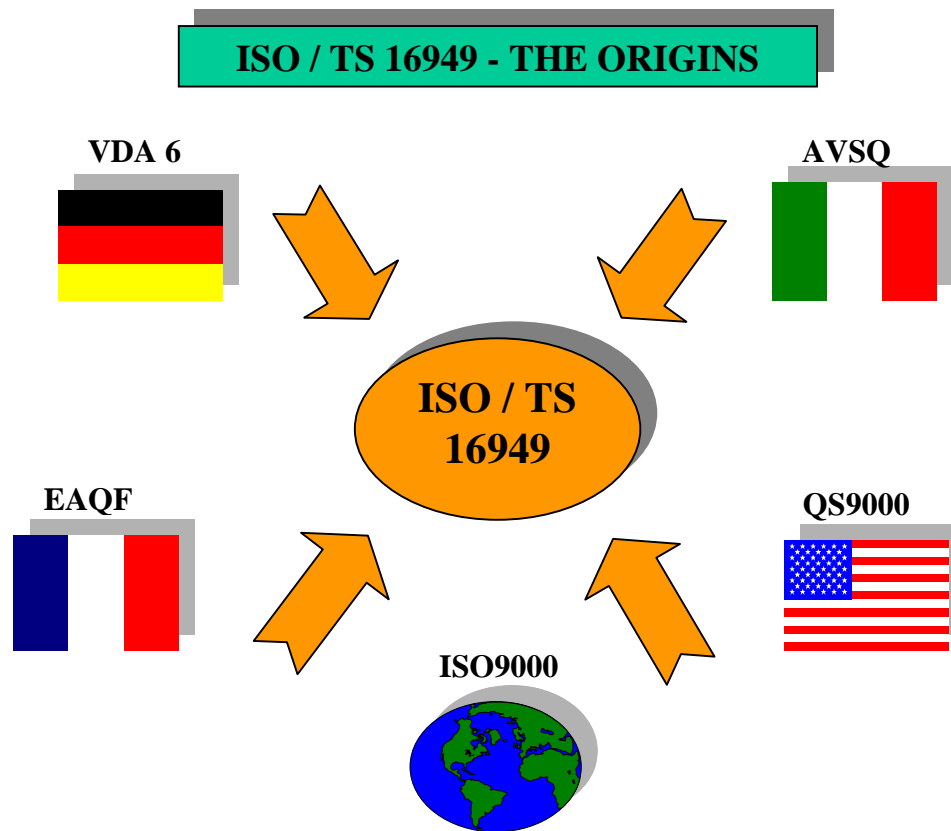 ISO / TS 16949 - THE ORIGINS
VDA 6
AVSQ
ISO / TS
16949
EAQF
QS9000
ISO9000